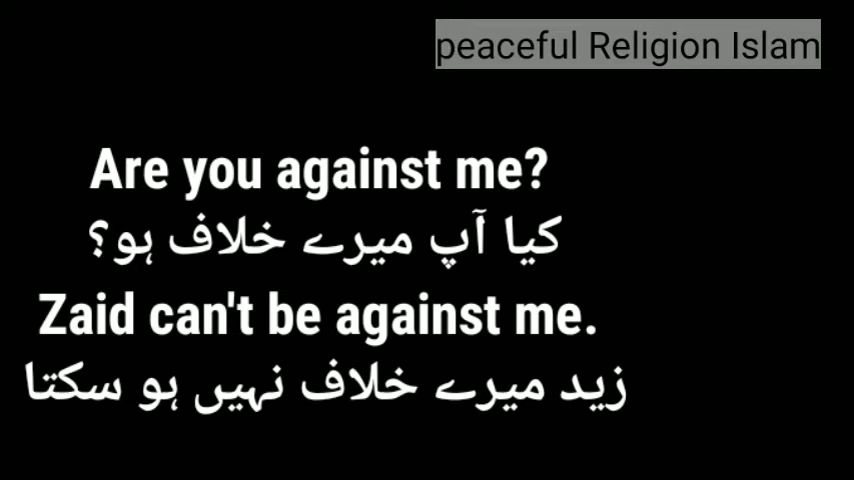 peaceful Religion Islam
Are you against me?
کیا آپ میرے خلاف ہو؟
Zaid can't be against me.
زید میرے خلاف نہیں ہو سکتا